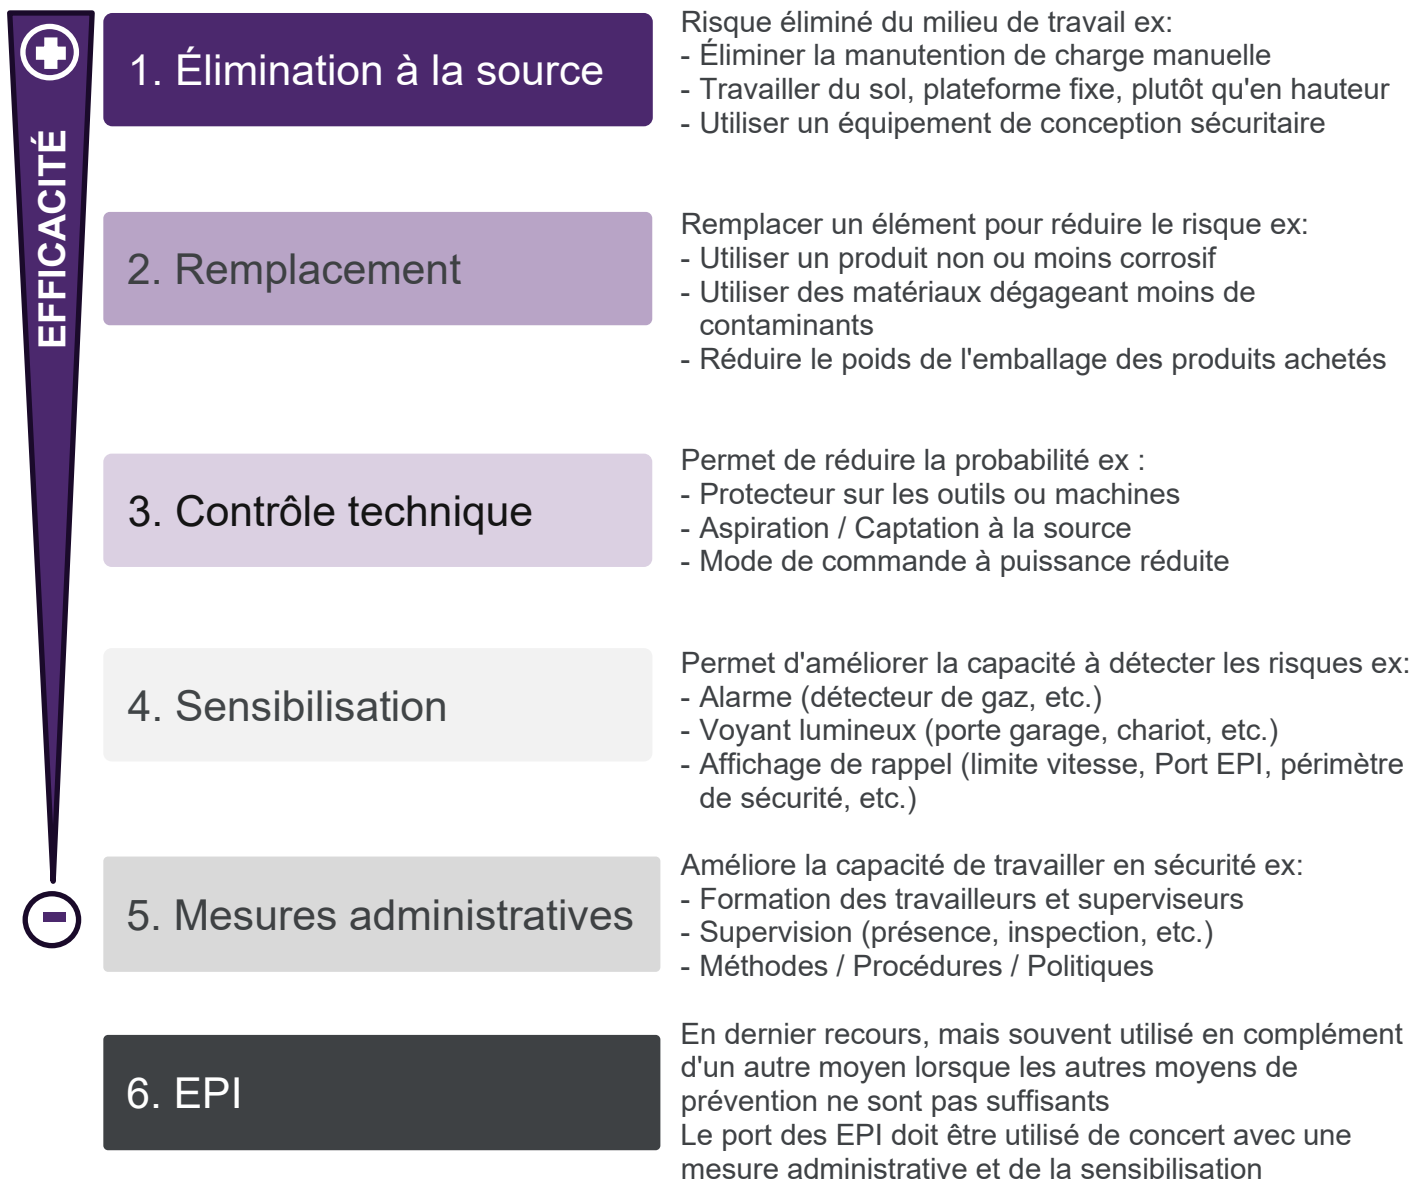 EFFICACITÉ
1. Élimination à la source
Risque éliminé du milieu de travail ex:
- Éliminer la manutention de charge manuelle
- Travailler du sol, plateforme fixe, plutôt qu'en hauteur
- Utiliser un équipement de conception sécuritaire
2. Remplacement
Remplacer un élément pour réduire le risque ex:
- Utiliser un produit non ou moins corrosif
- Utiliser des matériaux dégageant moins de
contaminants
- Réduire le poids de l'emballage des produits achetés
3. Contrôle technique
Permet de réduire la probabilité ex :
- Protecteur sur les outils ou machines
- Aspiration / Captation à la source
- Mode de commande à puissance réduite
4. Sensibilisation
Permet d'améliorer la capacité à détecter les risques ex:
- Alarme (détecteur de gaz, etc.)
- Voyant lumineux (porte garage, chariot, etc.)
- Affichage de rappel (limite vitesse, Port EPI, périmètre
de sécurité, etc.)
5. Mesures administratives
Améliore la capacité de travailler en sécurité ex:
- Formation des travailleurs et superviseurs
- Supervision (présence, inspection, etc.)
- Méthodes / Procédures / Politiques
6. EPI
En dernier recours, mais souvent utilisé en complément
d'un autre moyen lorsque les autres moyens de
prévention ne sont pas suffisants
Le port des EPI doit être utilisé de concert avec une
mesure administrative et de la sensibilisation